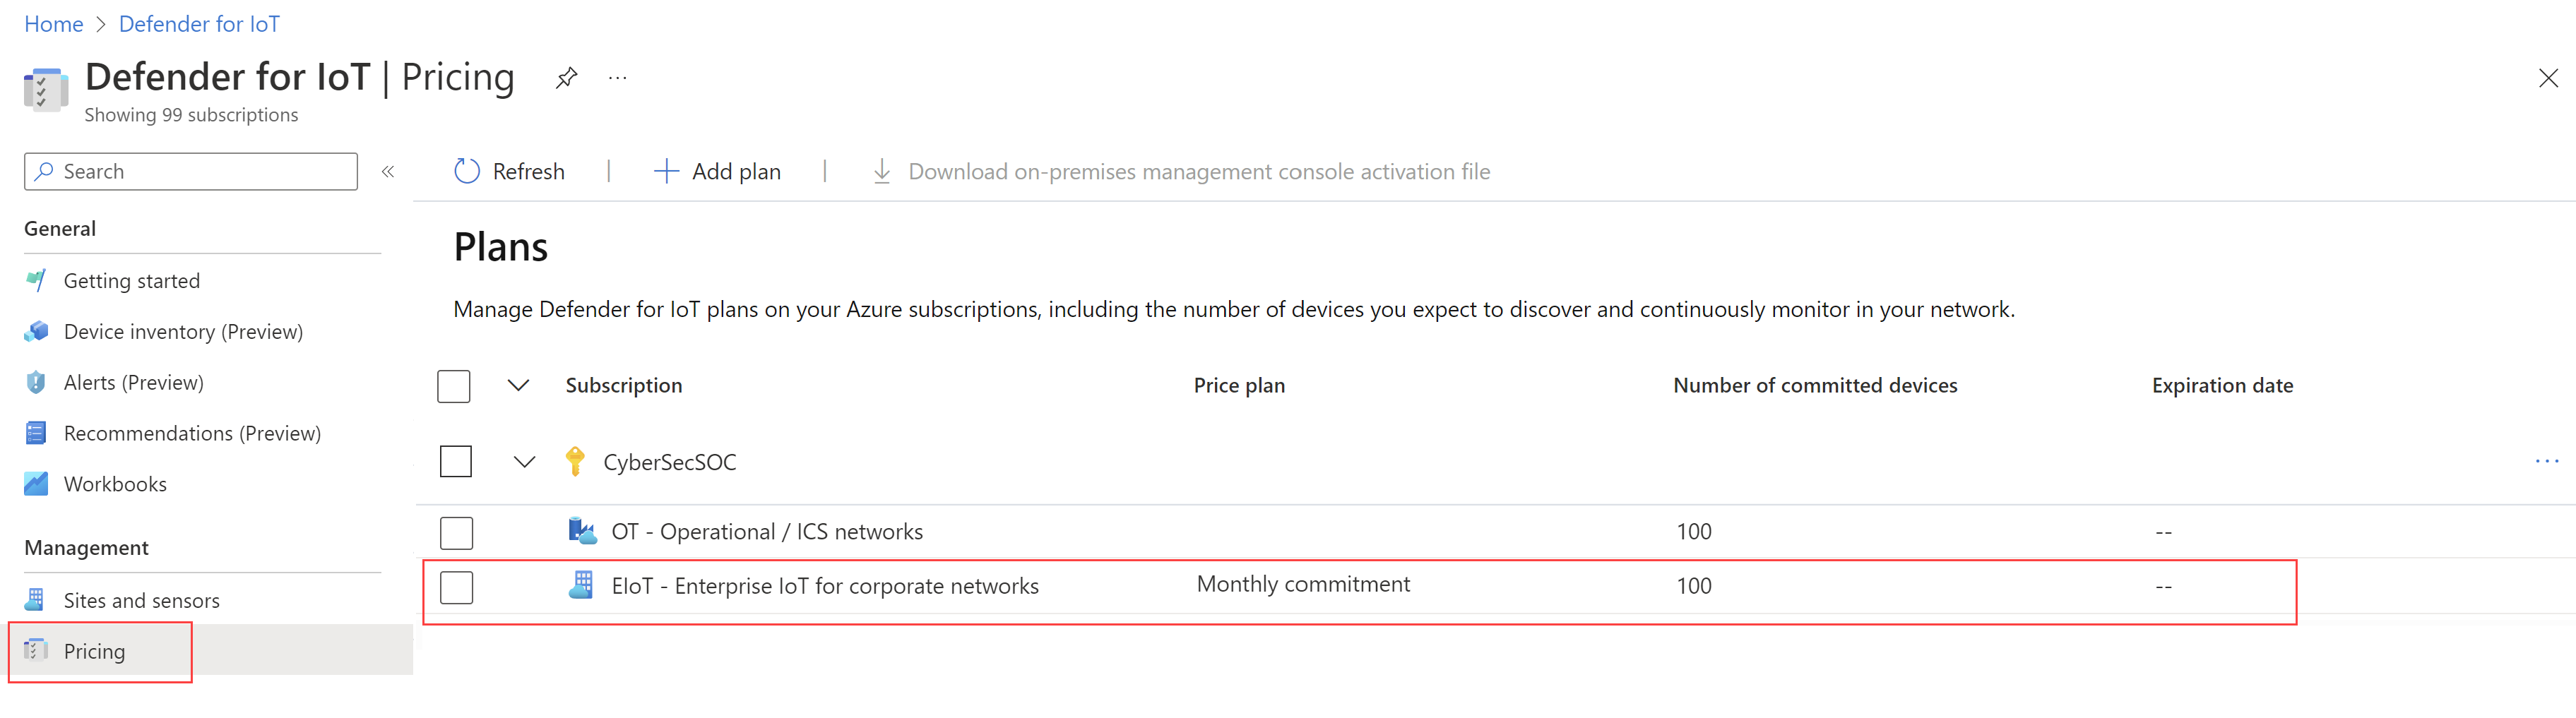 Home > Defender for IoT
Defender for IoT | Pricing ...
Showing 99 subscriptions
Search «
General
Getting started
Device inventory (Preview)
Alerts (Preview)
Recommendations (Preview)
Workbooks
Management
Sites and sensors
Pricing
Refresh | + Add plan | Download on-premises management console activation file
Plans
Manage Defender for IoT plans on your Azure subscriptions, including the number of devices you expect to discover and continuously monitor in your network.
Subscription Price plan Number of committed devices Expiration date
CyberSecSOC ...
OT - Operational / ICS networks 100 --
EIoT - Enterprise IoT for corporate networks Monthly commitment 100 --